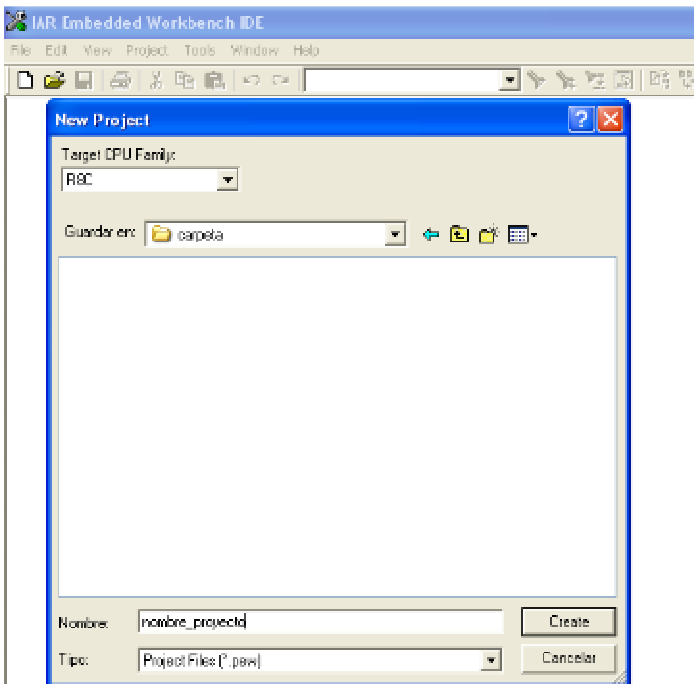 IAR Embedded Workbench IDE
File Edit View Project Tools Window Help
New Project
Target CPU Family:
R8C
Guardar en: carpeta
Nombre: nombre_proyecto Create
Tipo: Project Files (*.pew) Cancelar